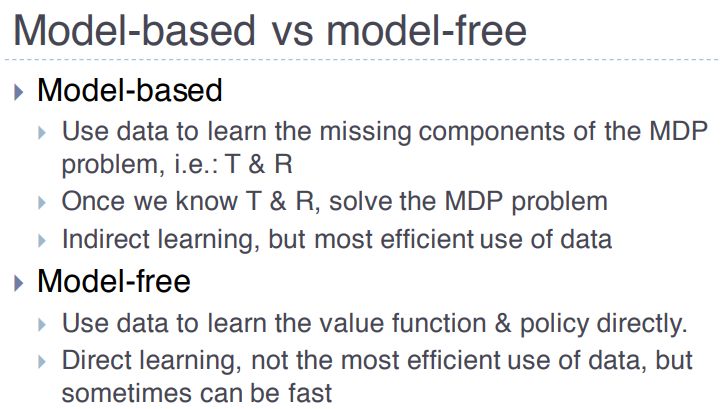 Model-based vs model-free
Model-based
Use data to learn the missing components of the MDP
problem, i.e.: T & R
Once we know T & R, solve the MDP problem
Indirect learning, but most efficient use of data
Model-free
Use data to learn the value function & policy directly.
Direct learning, not the most efficient use of data, but
sometimes can be fast